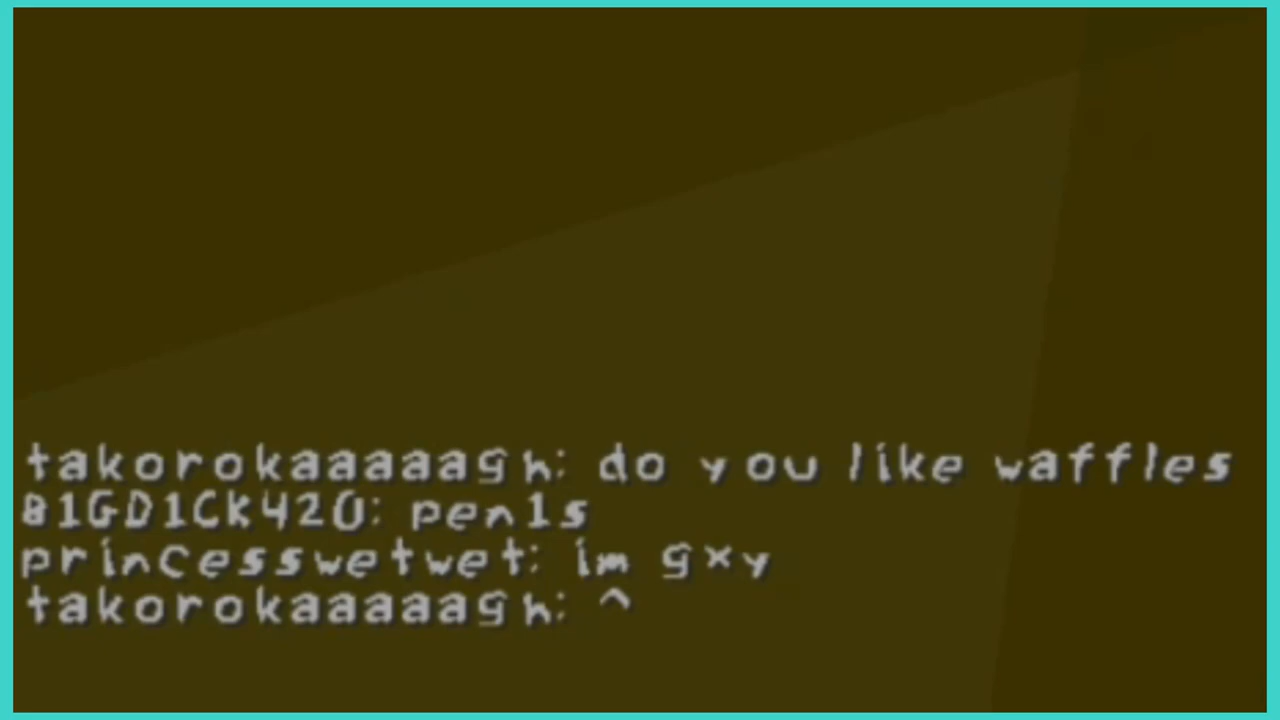 takorokaaaaagh: do you like waffles
B1GD1CK420: pen1s
princesswetwet: im gxy
takorokaaaaagh: ^